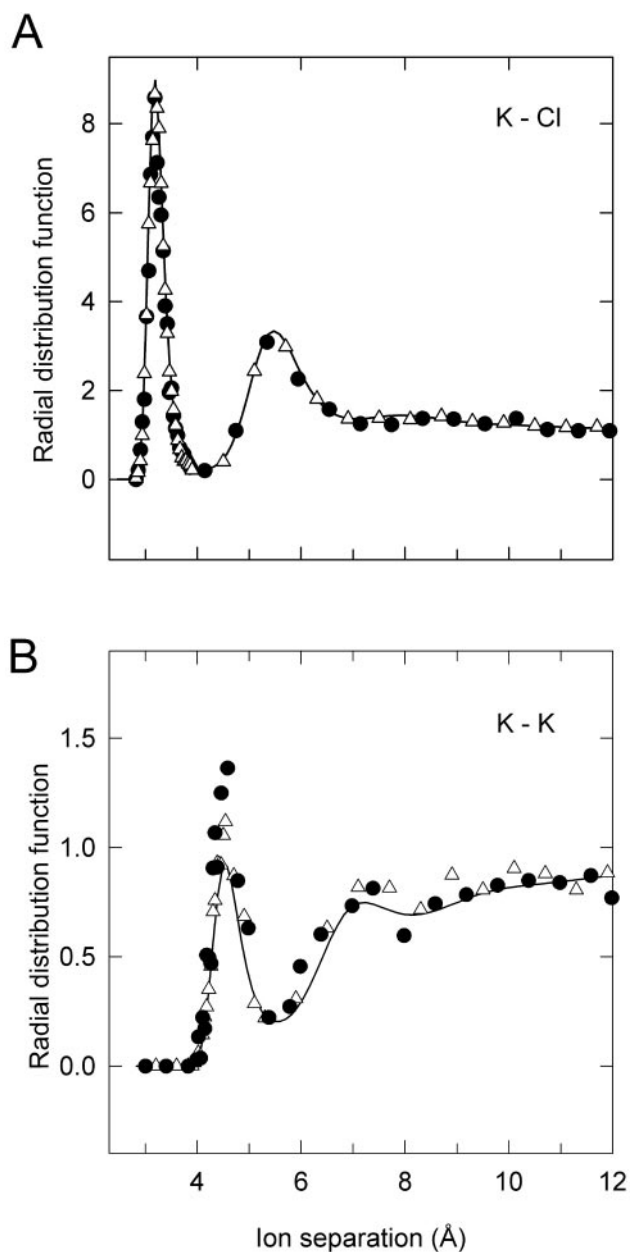 A
K - Cl
8
6
4
2
0
Radial distribution function
B
K - K
1.5
1.0
0.5
0.0
Radial distribution function
4 6 8 10 12
Ion separation (Å)